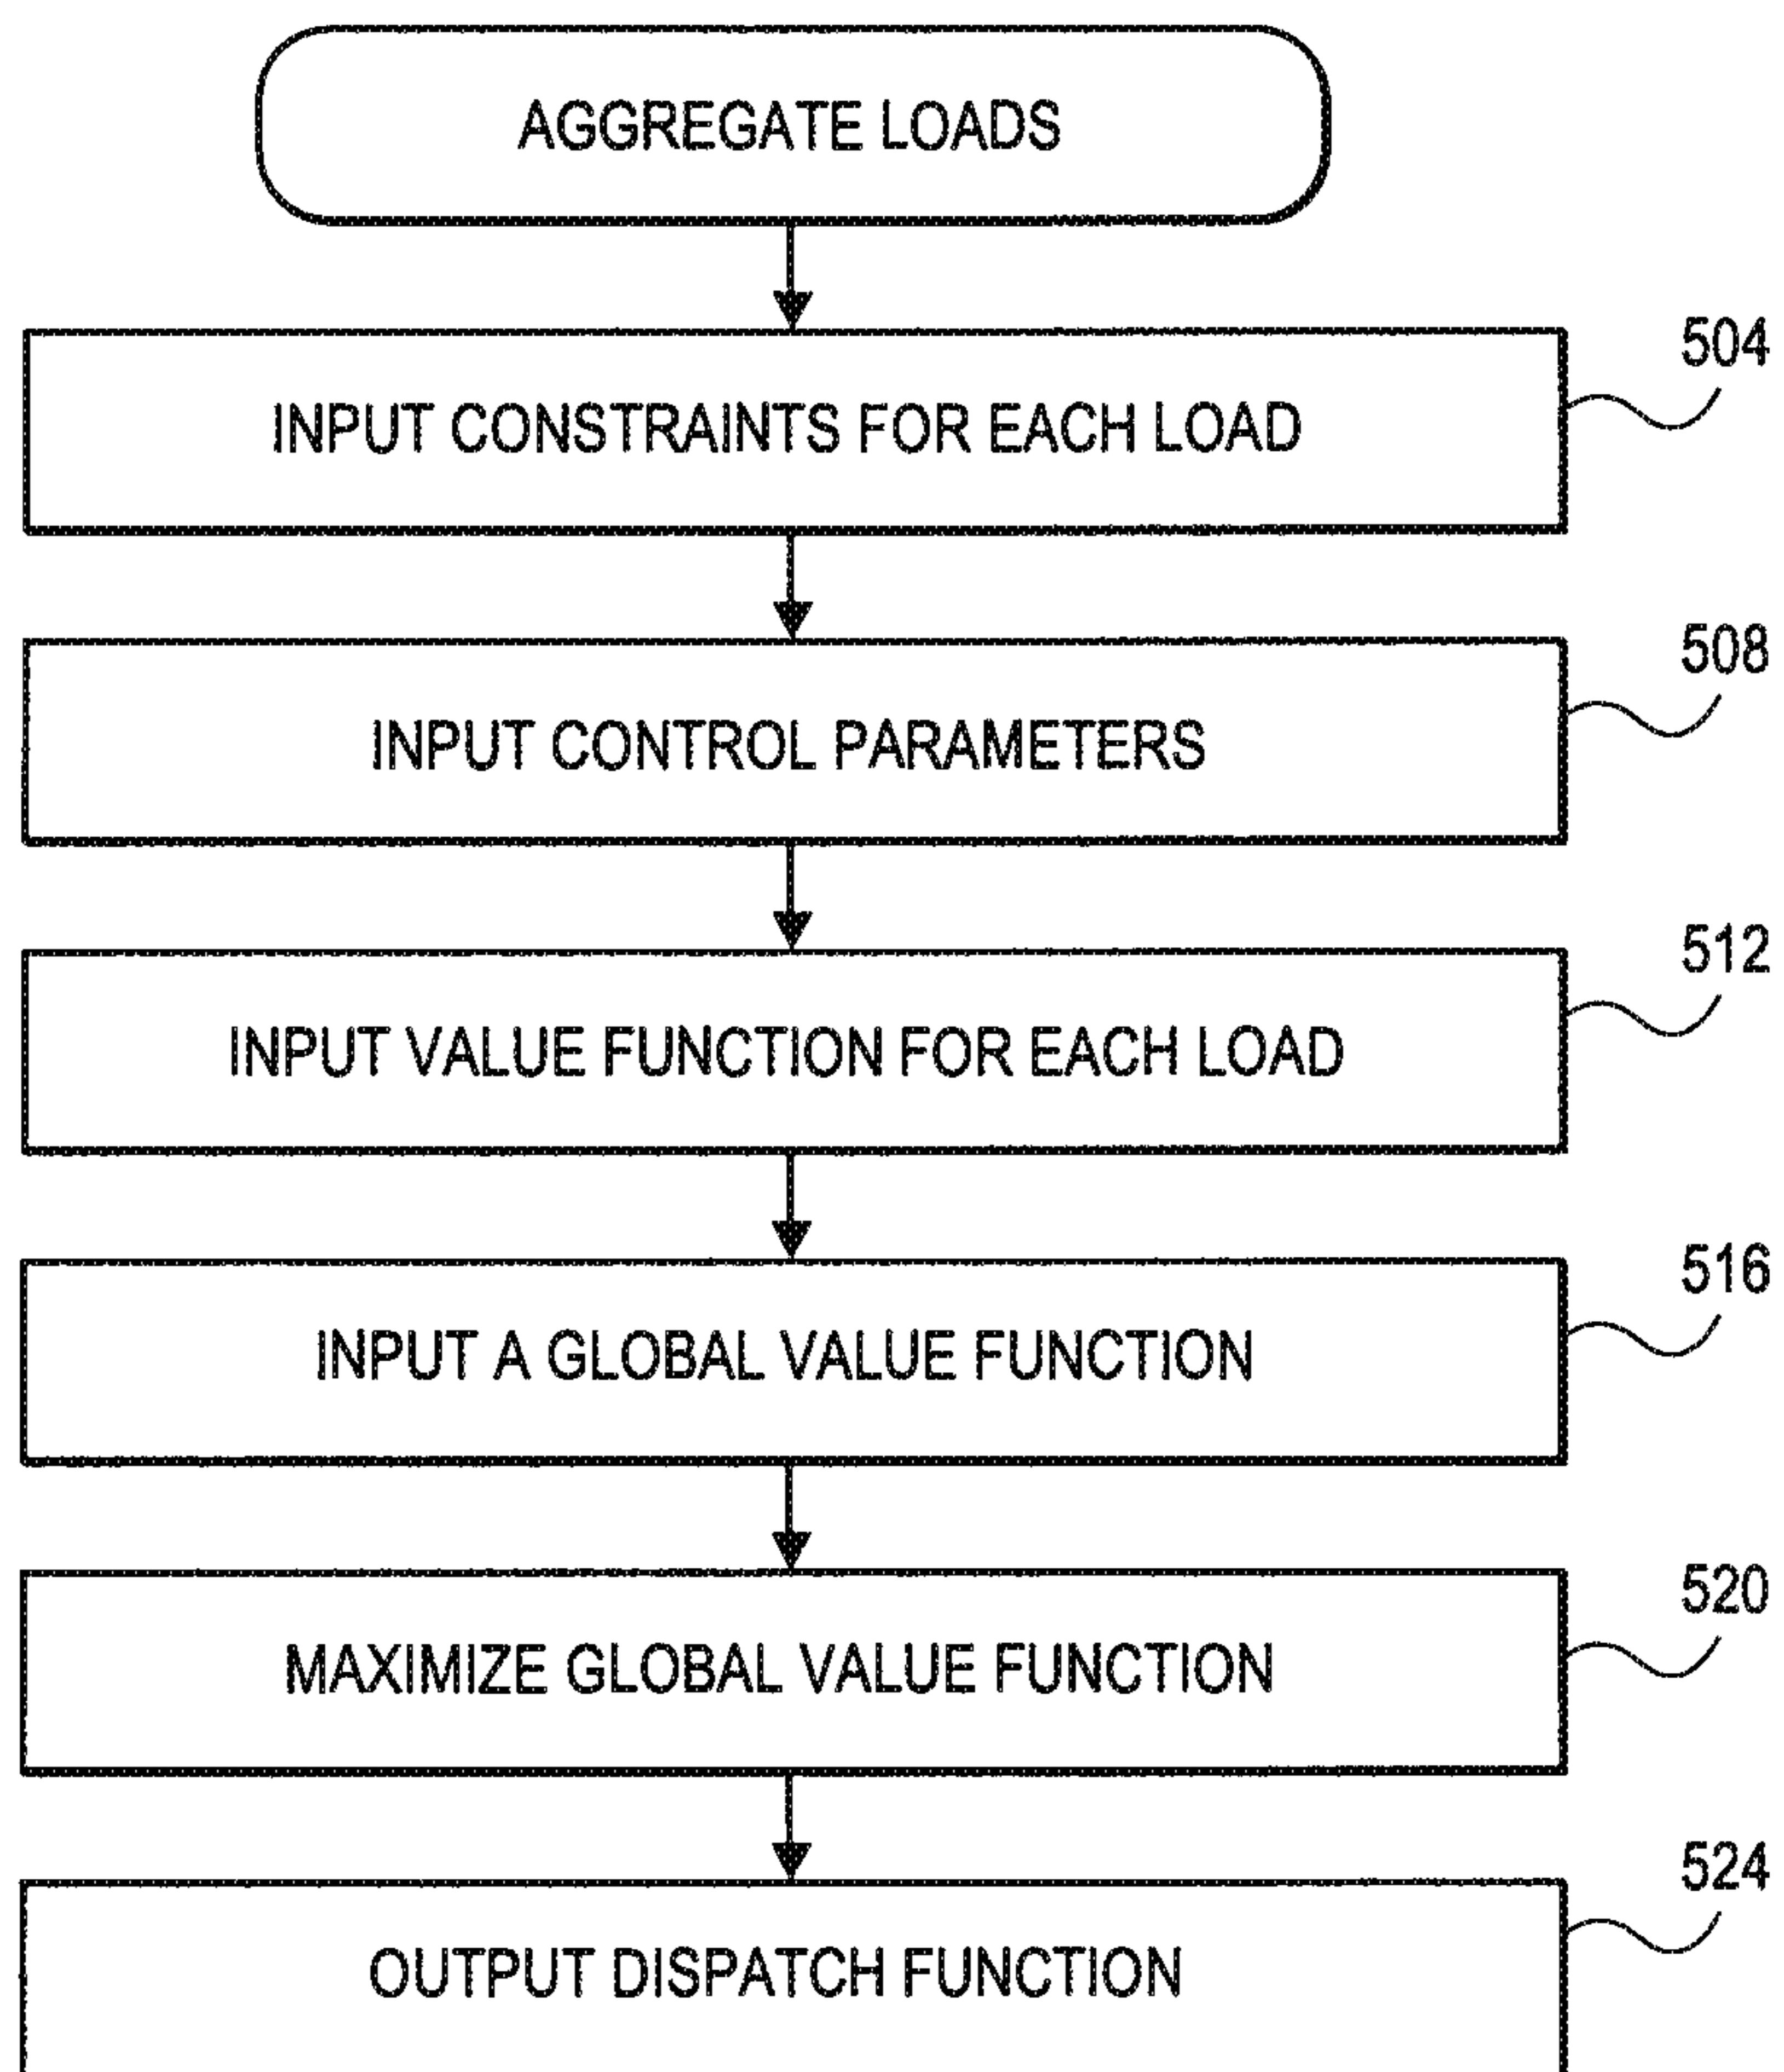 AGGREGATE LOADS
504
INPUT CONSTRAINTS FOR EACH LOAD
508
INPUT CONTROL PARAMETERS
512
INPUT VALUE FUNCTION FOR EACH LOAD
516
INPUT A GLOBAL VALUE FUNCTION
520
MAXIMIZE GLOBAL VALUE FUNCTION
524
OUTPUT DISPATCH FUNCTION